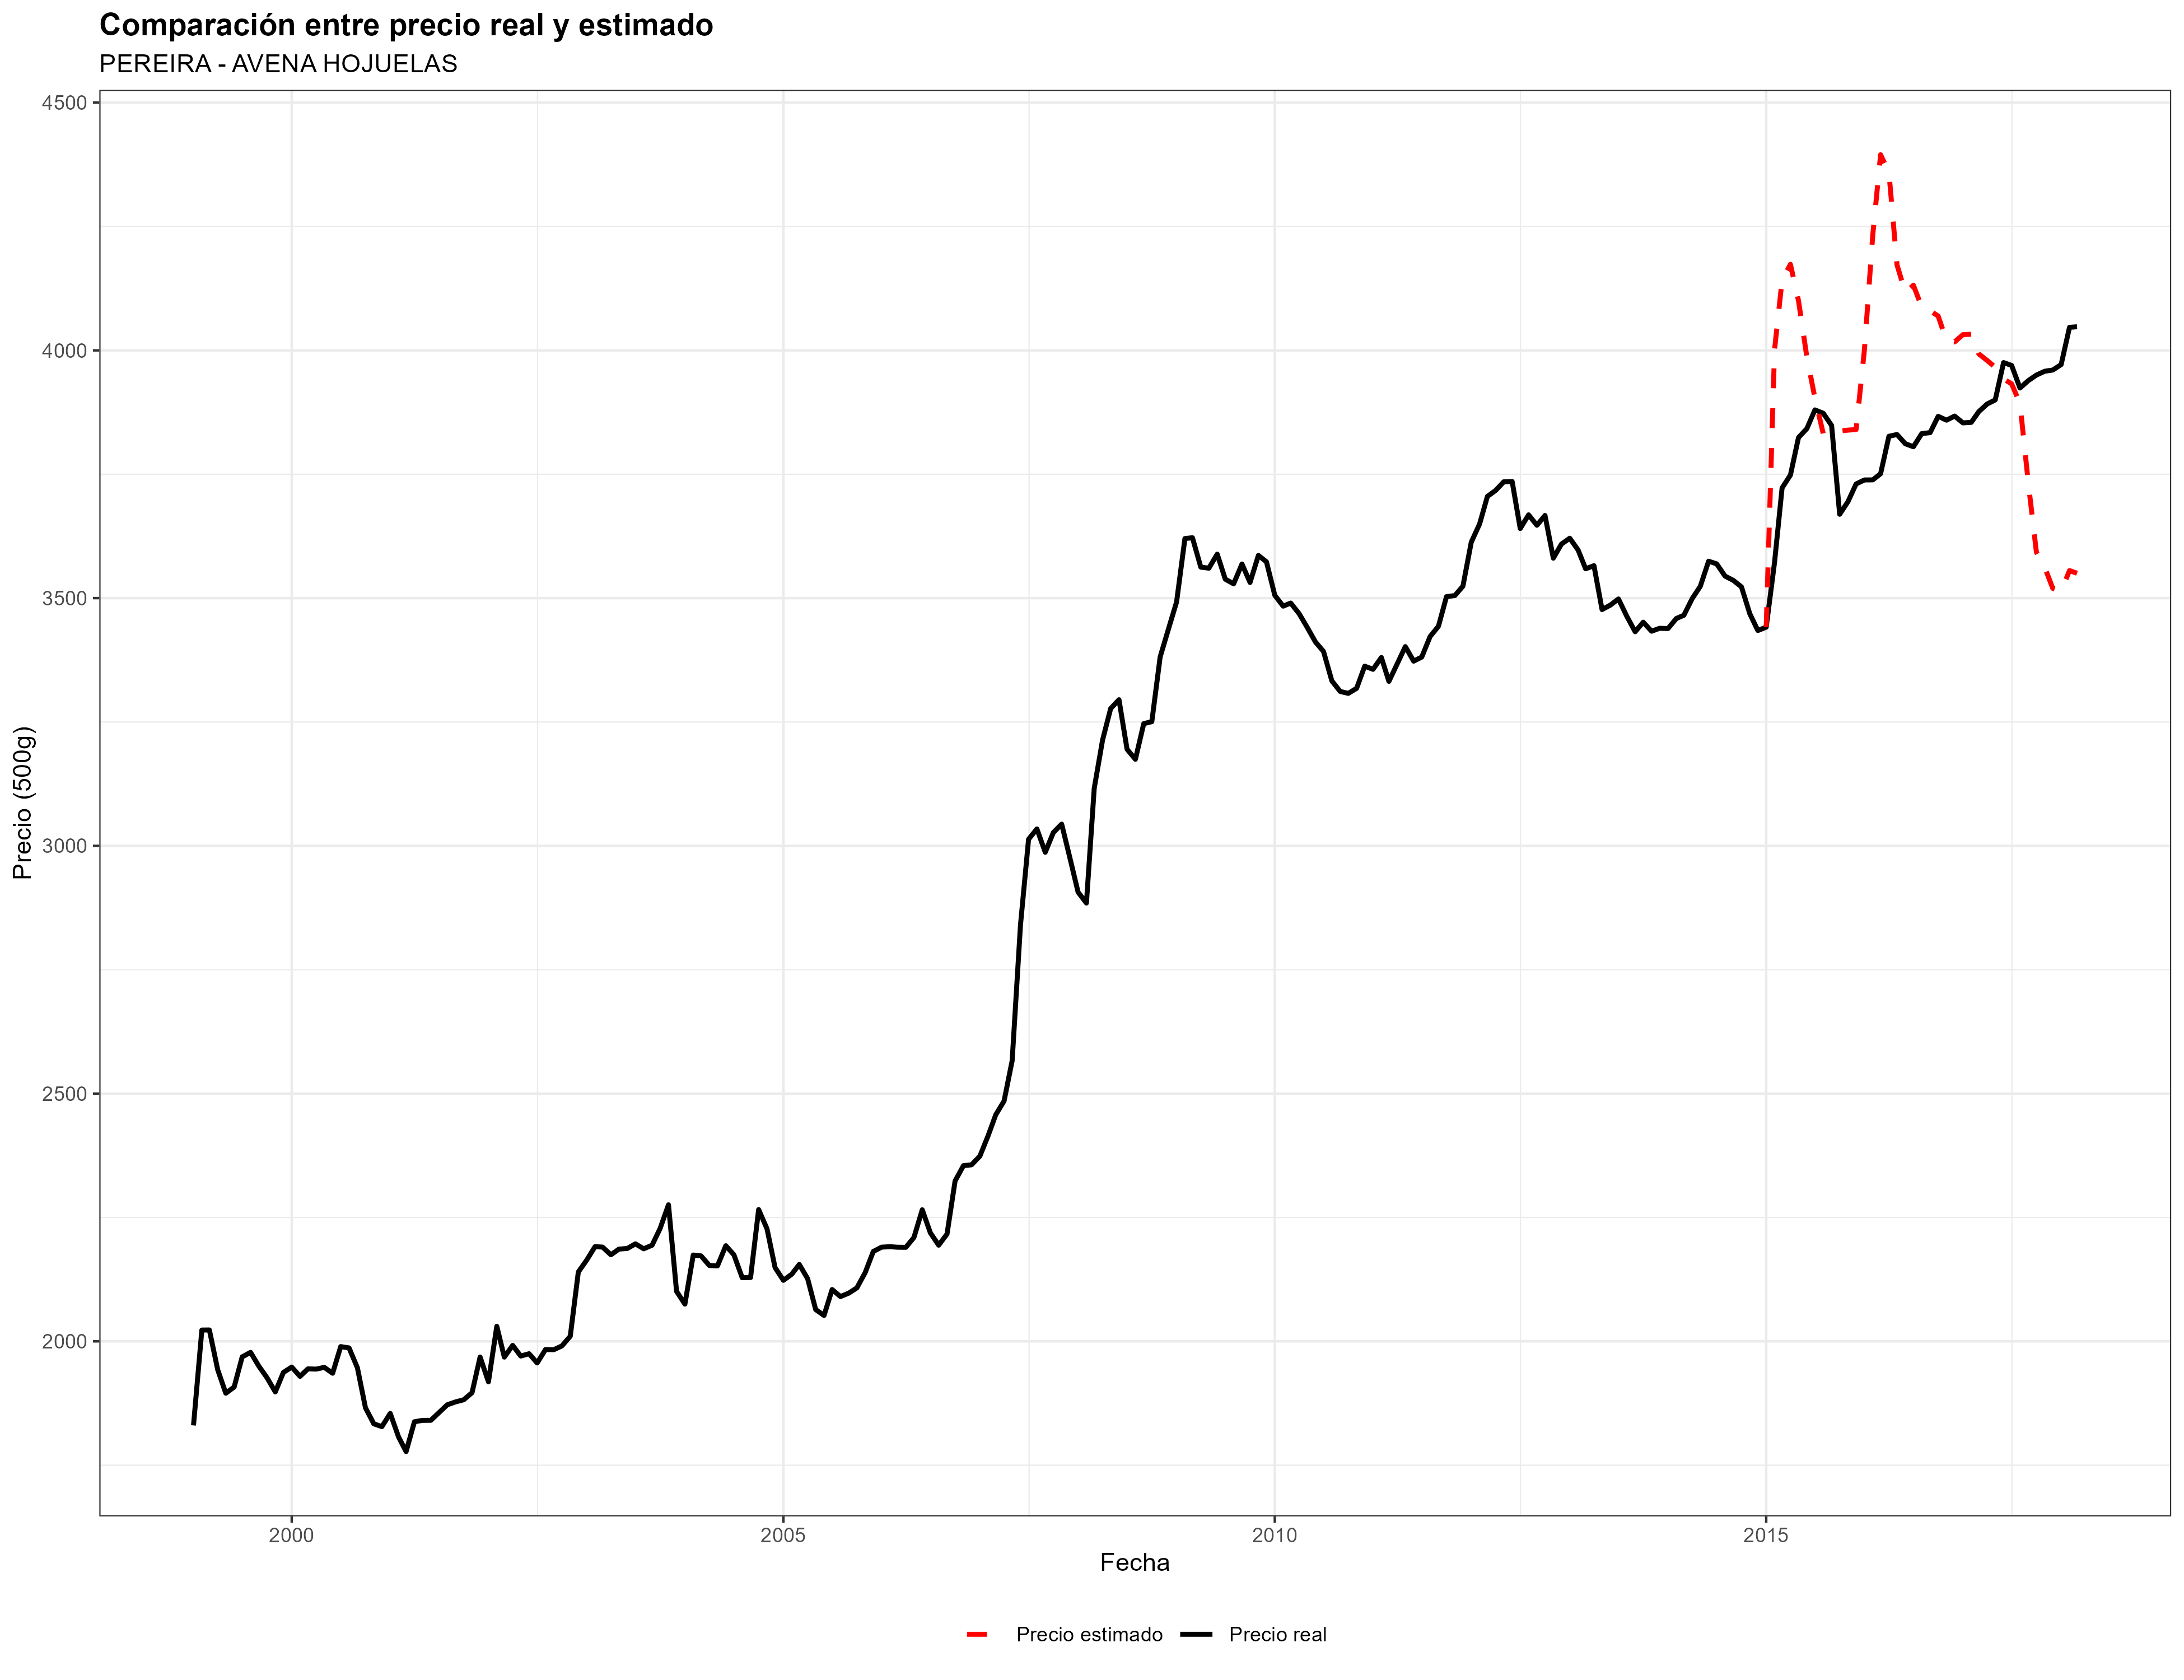 Comparación entre precio real y estimado
PEREIRA - AVENA HOJUELAS
Precio (500g)
4500
4000
3500
3000
2500
2000
2000 2005 2010 2015
Fecha
Precio estimado Precio real